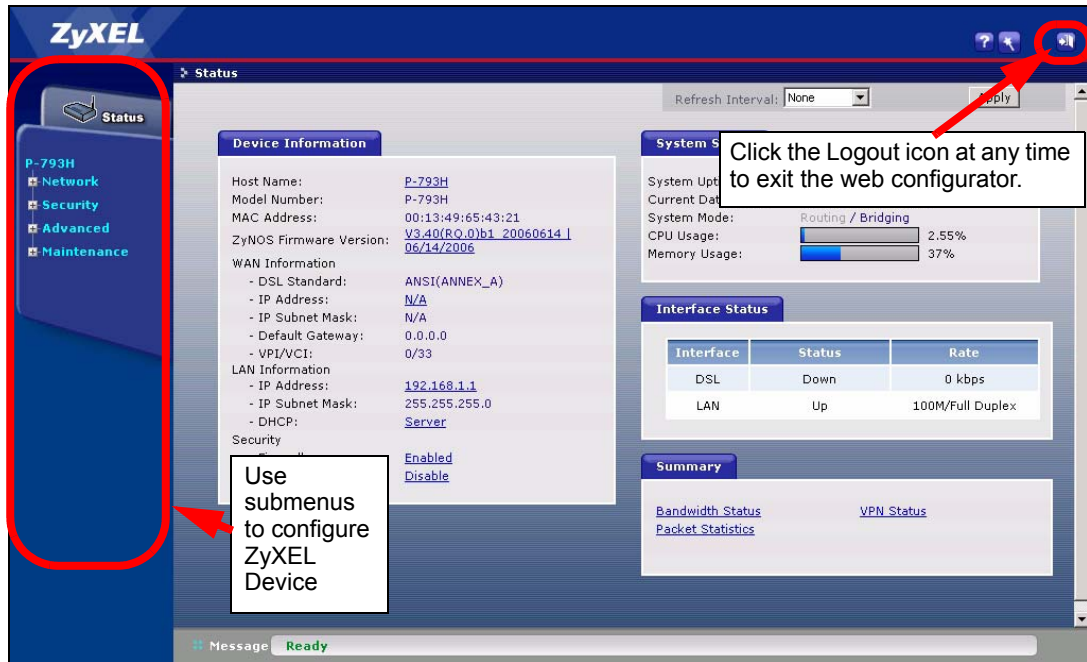 ZyXEL
Status
Status
Refresh Interval: None Apply
P-793H
Network
Security
Advanced
Maintenance
Device Information
Host Name: P-793H
Model Number: P-793H
MAC Address: 00:13:49:65:43:21
ZyNOS Firmware Version: V3.40(RQ.0)b1_20060614 |
06/14/2006
WAN Information
- DSL Standard: ANSI(ANNEX_A)
- IP Address: N/A
- IP Subnet Mask: N/A
- Default Gateway: 0.0.0.0
- VPI/VCI: 0/33
LAN Information
- IP Address: 192.168.1.1
- IP Subnet Mask: 255.255.255.0
- DHCP: Server
Security
Enabled
Disable
Use
submenus
to configure
ZyXEL
Device
System S
Click the Logout icon at any time
to exit the web configurator.
System Upti
Current Dat
System Mode: Routing / Bridging
CPU Usage: 2.55%
Memory Usage: 37%
Interface Status
Interface Status Rate
DSL Down 0 kbps
LAN Up 100M/Full Duplex
Summary
Bandwidth Status VPN Status
Packet Statistics
Message Ready